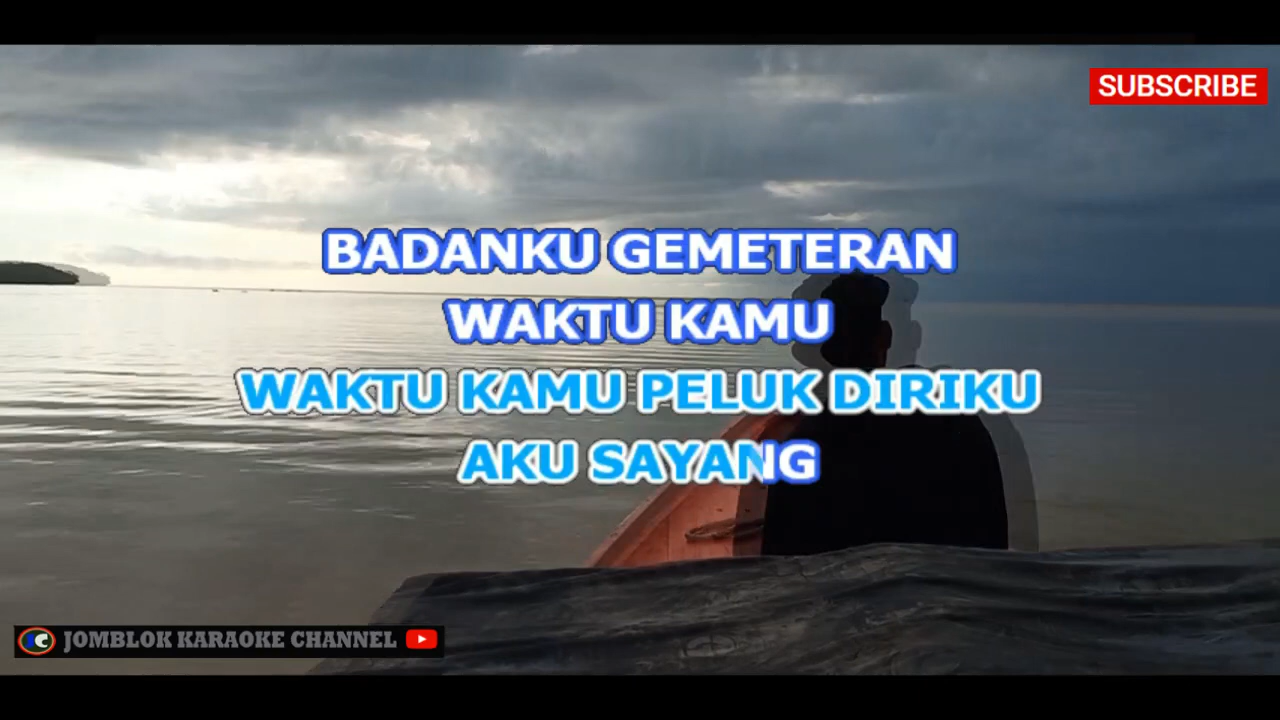 SUBSCRIBE
BADANKU GEMETERAN
WAKTU KAMU
WAKTU KAMU PELUK DIRIKU
AKU SAYANG
JOMBLOK KARAOKE CHANNEL